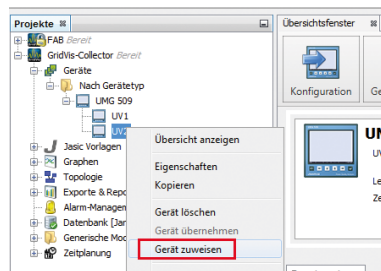 Projekte
Übersichtsfenster
FAB Bereit
GridVis-Collector Bereit
Geräte
Nach Gerätetyp
UMG 509
UV1
UV2
Jasic Vorlagen
Graphen
Topologie
Exporte & Repo
Alarm-Managem
Datenbank [Jan
Generische Mod
Zeitplanung
Übersicht anzeigen
Eigenschaften
Kopieren
Gerät löschen
Gerät übernehmen
Gerät zuweisen
Konfiguration
Ge
UM
UV
Le
Ze